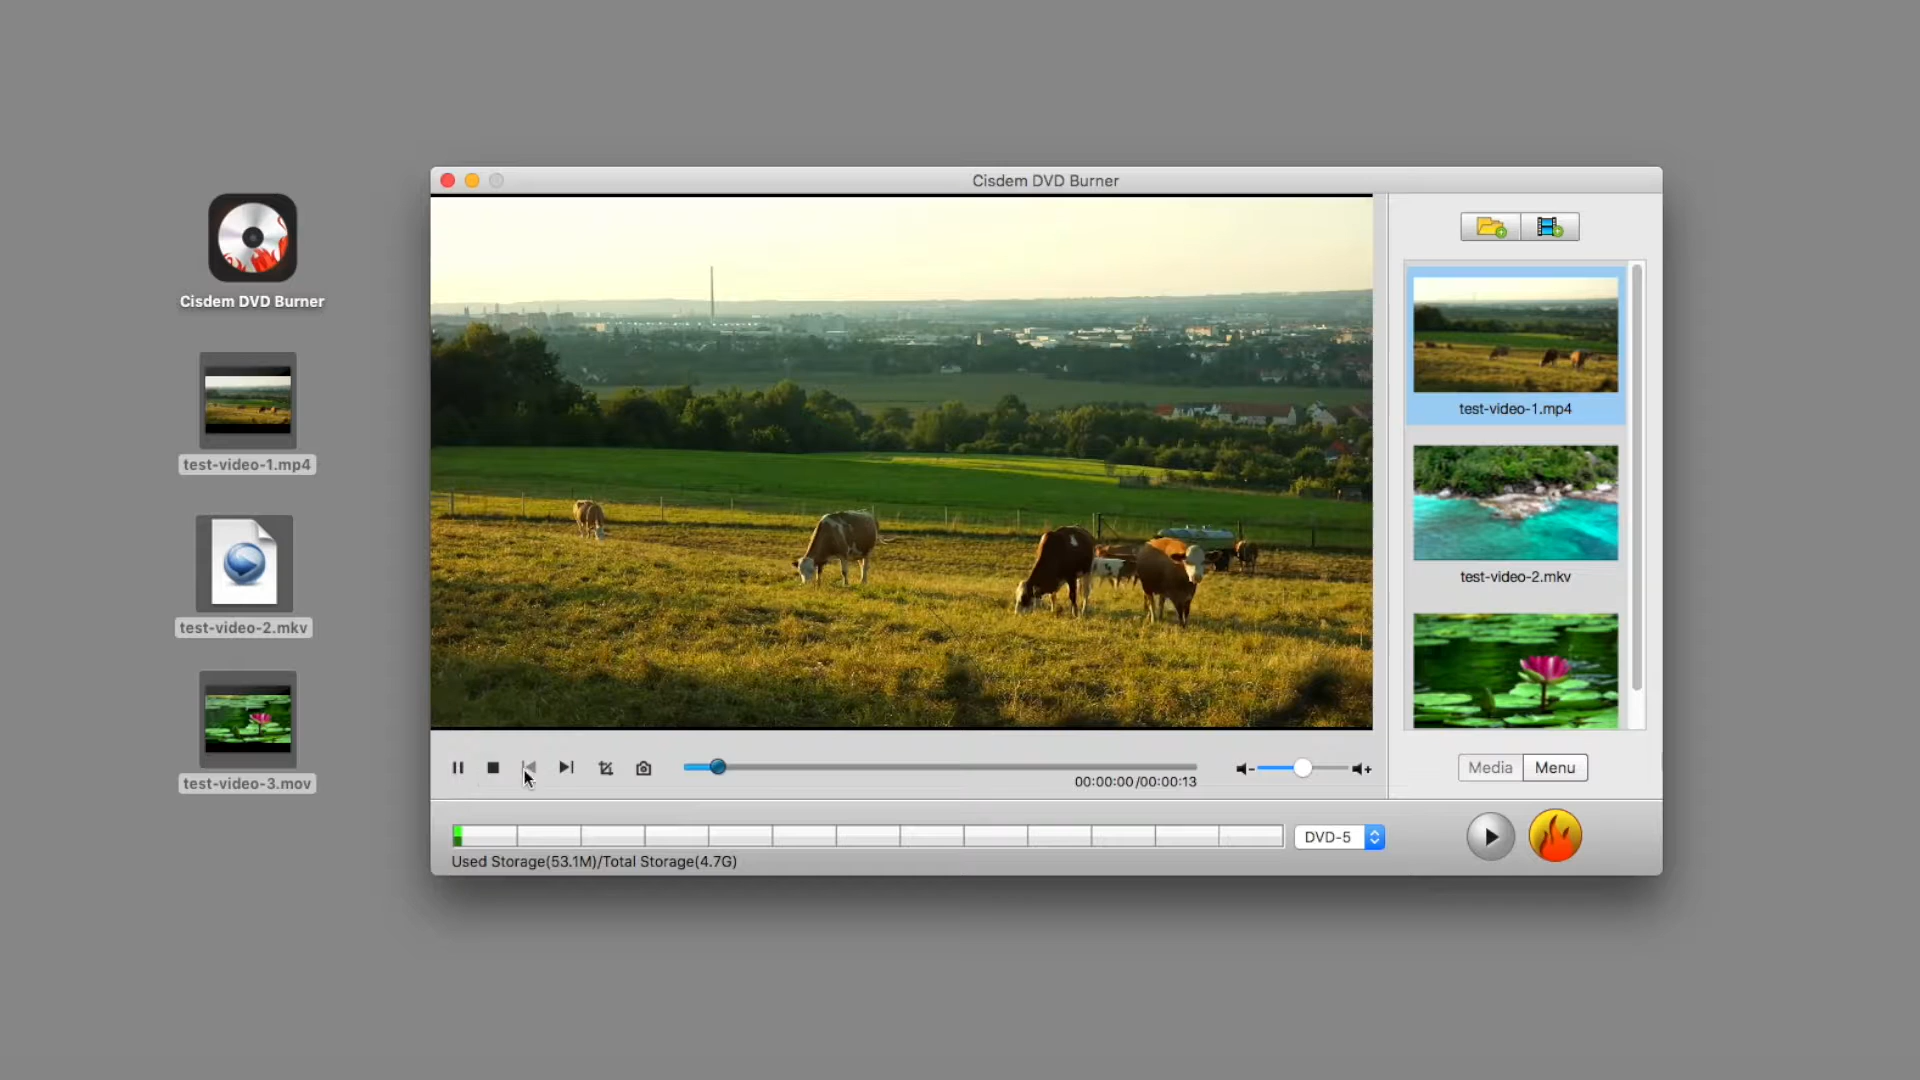 Cisdem DVD Burner
Cisdem DVD Burner
test-video-1.mp4
test-video-2.mkv
test-video-3.mov
test-video-1.mp4
test-video-2.mkv
00:00:00/00:00:13
Media
Menu
DVD-5
Used Storage(53.1M)/Total Storage(4.7G)